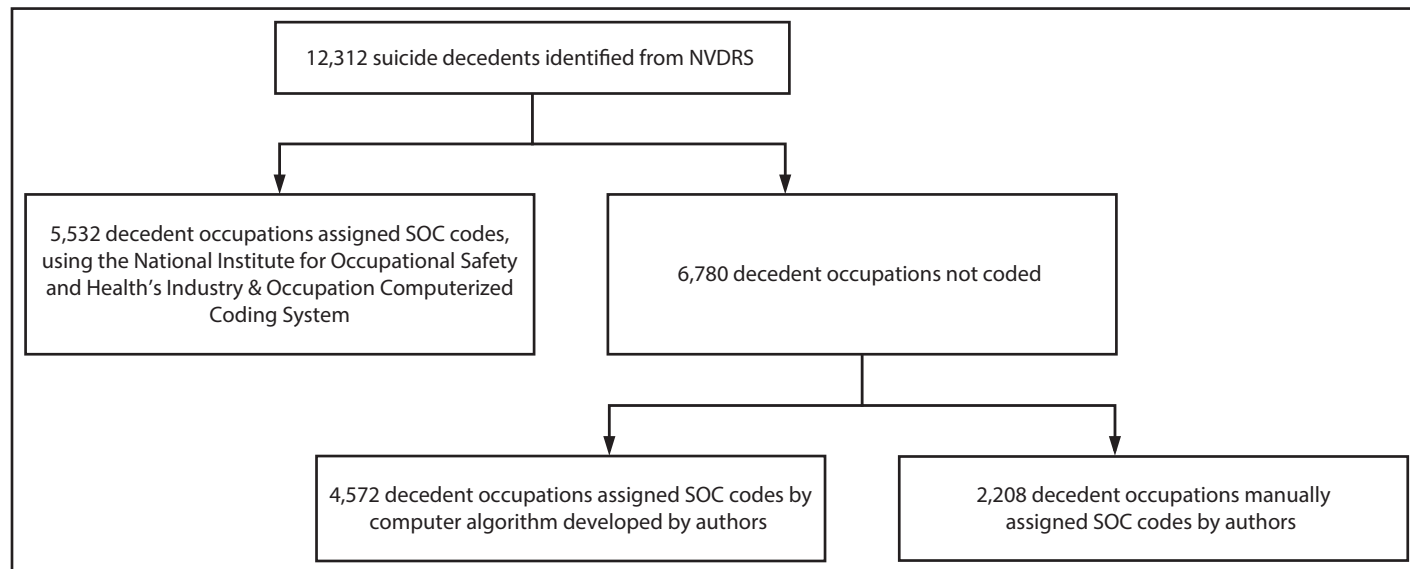 12,312 suicide decedents identified from NVDRS
5,532 decedent occupations assigned SOC codes,
using the National Institute for Occupational Safety
and Health’s Industry & Occupation Computerized
Coding System
6,780 decedent occupations not coded
4,572 decedent occupations assigned SOC codes by
computer algorithm developed by authors
2,208 decedent occupations manually
assigned SOC codes by authors